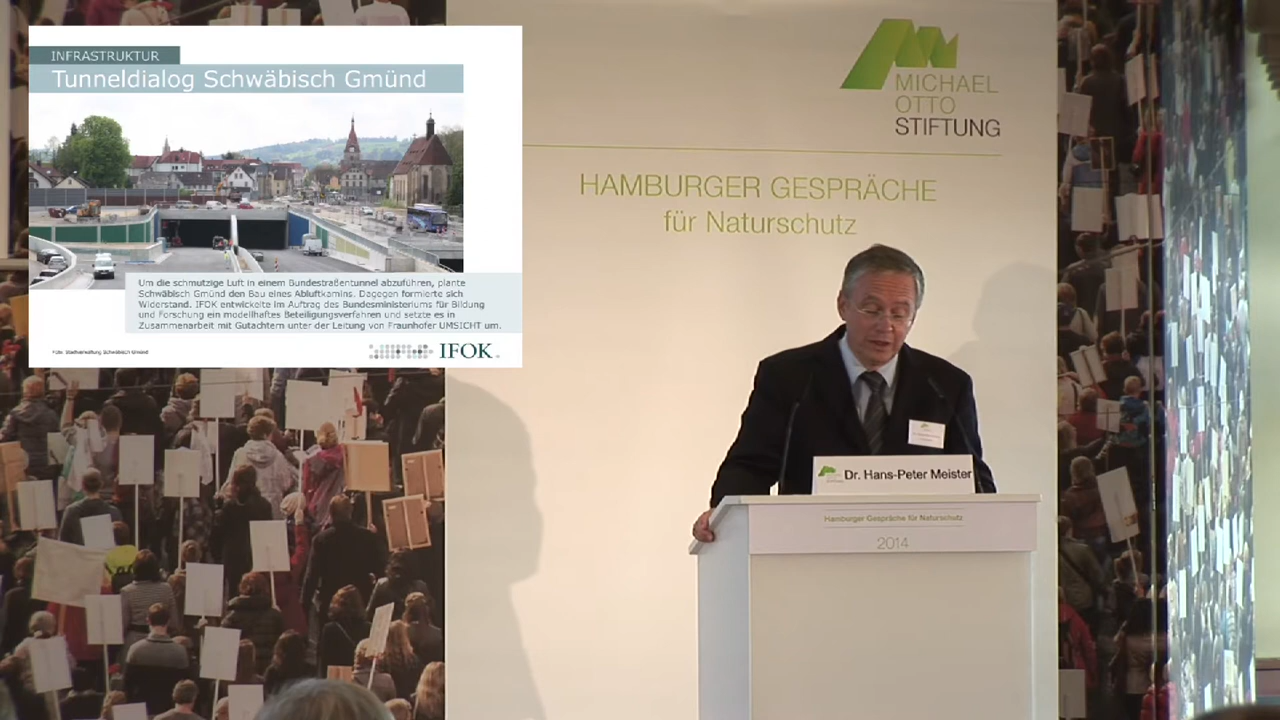 INFRASTRUKTUR
Tunneldialog Schwäbisch Gmünd
Um die schmutzige Luft in einem Bundestraßentunnel abzuführen, plante
Schwäbisch Gmünd den Bau eines Abluftkamins. Dagegen formierte sich
Widerstand. IFOK entwickelte im Auftrag des Bundesministeriums für Bildung
und Forschung ein modellhaftes Beteiligungsverfahren und setzte es in
Zusammenarbeit mit Gutachtern unter der Leitung von Fraunhofer UMSICHT um.
Foto: Stadtverwaltung Schwäbisch Gmünd
IFOK
MICHAEL
OTTO
STIFTUNG
HAMBURGER GESPRÄCHE
für Naturschutz
Dr. Hans-Peter Meister
Hamburger Gespräche für Naturschutz
2014